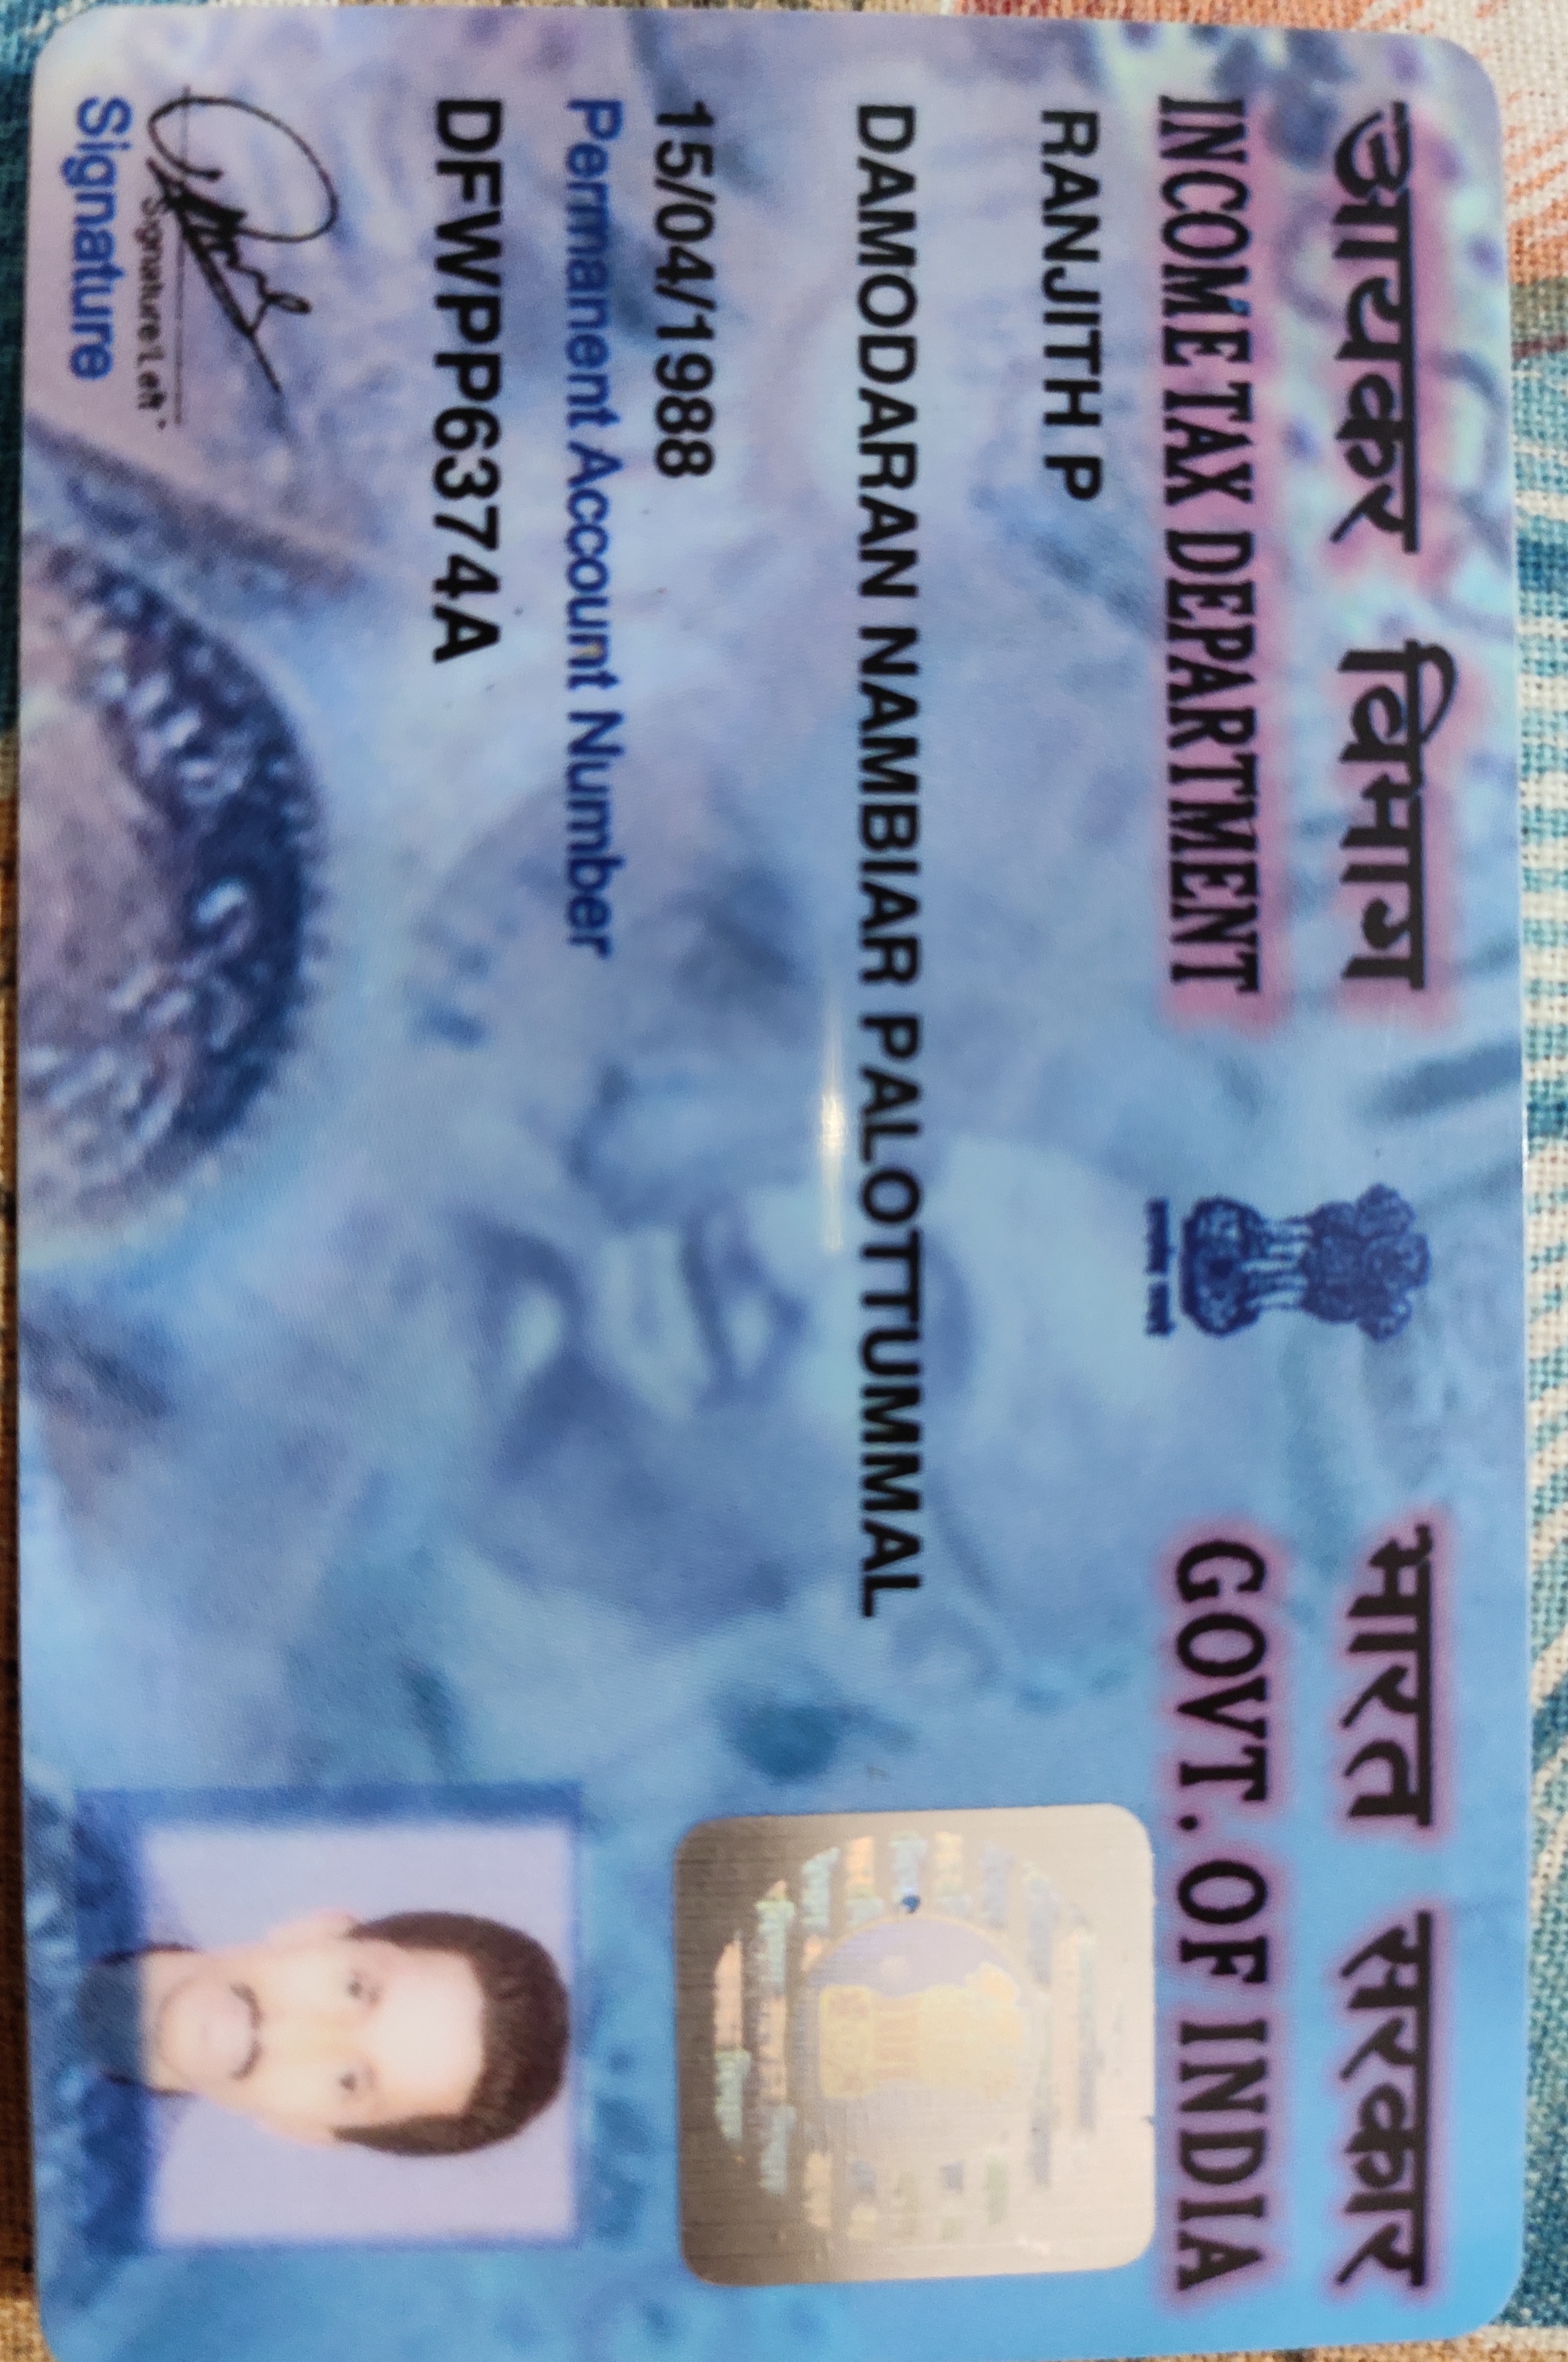 आयकर विभाग
INCOME TAX DEPARTMENT
भारत सरकार
GOVT. OF INDIA
RANJITH P
DAMODARAN NAMBIAR PALOTTUMMAL
15/04/1988
Permanent Account Number
DFWPP6374A
Signature/Left
Signature